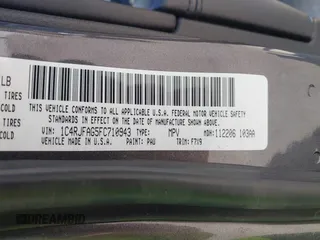 LB
TIRES
COLD
TIRES
COLD
THIS VEHICLE CONFORMS TO ALL APPLICABLE U.S.A. FEDERAL MOTOR VEHICLE SAFETY
STANDARDS IN EFFECT ON THE DATE OF MANUFACTURE SHOWN ABOVE.
VIN: 1C4RJFAG5FC710943 TYPE: MPV MDH: 112206 103AA
VEHICLE MADE IN U.S.A. PAINT: PAU TRIM: F7V9
DREAMBID